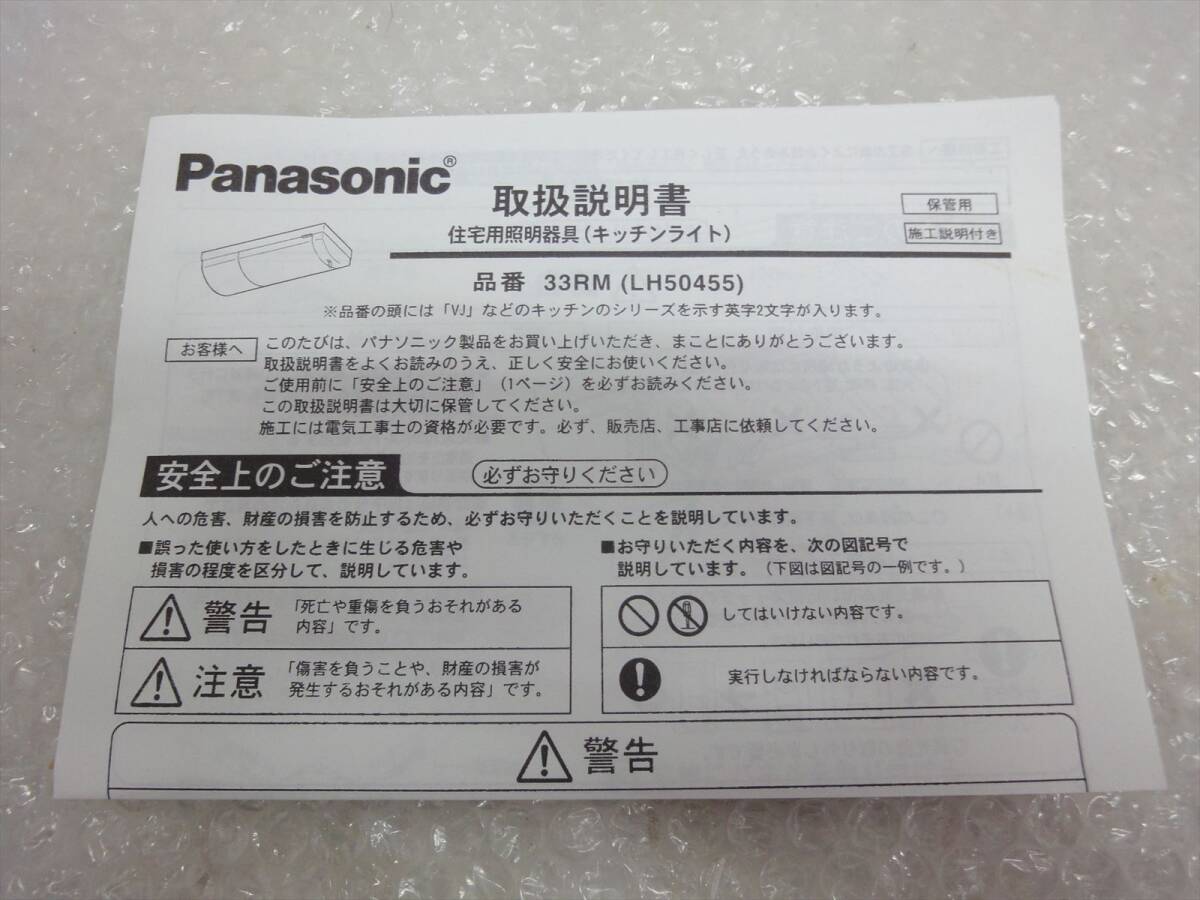 Panasonic®
取扱説明書
保管用
住宅用照明器具(キッチンライト)
施工説明付き
品番 33RM (LH50455)
※品番の頭には「VJ」などのキッチンのシリーズを示す英字2文字が入ります。
お客様へ
このたびは、パナソニック製品をお買い上げいただき、まことにありがとうございます。
取扱説明書をよくお読みのうえ、正しく安全にお使いください。
ご使用前に「安全上のご注意」(1ページ)を必ずお読みください。
この取扱説明書は大切に保管してください。
施工には電気工事士の資格が必要です。必ず、販売店、工事店に依頼してください。
安全上のご注意
必ずお守りください
人への危害、財産の損害を防止するため、必ずお守りいただくことを説明しています。
■誤った使い方をしたときに生じる危害や
損害の程度を区分して、説明しています。
警告
「死亡や重傷を負うおそれがある
内容」です。
注意
「傷害を負うことや、財産の損害が
発生するおそれがある内容」です。
■お守りいただく内容を、次の図記号で
説明しています。(下図は図記号の一例です。)
してはいけない内容です。
実行しなければならない内容です。
警告